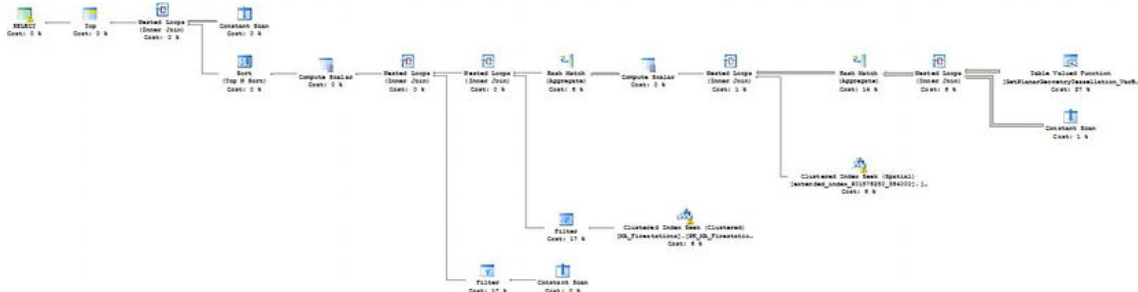 SELECT
Cost: 0 %
Top
Cost: 0 %
Nested Loops
(Inner Join)
Cost: 0 %
Constant Scan
Cost: 0 %
Sort
(Top N Sort)
Cost: 0 %
Compute Scalar
Cost: 0 %
Nested Loops
(Inner Join)
Cost: 0 %
Nested Loops
(Inner Join)
Cost: 0 %
Hash Match
(Aggregate)
Cost: 8 %
Compute Scalar
Cost: 0 %
Nested Loops
(Inner Join)
Cost: 1 %
Hash Match
(Aggregate)
Cost: 16 %
Nested Loops
(Inner Join)
Cost: 8 %
Table Valued Function
[GetPlanarGeometryTessellation_VarB…
Cost: 27 %
Constant Scan
Cost: 1 %
Clustered Index Seek (Spatial)
Cost: 8 %
Filter
Cost: 17 %
Clustered Index Seek (Clustered)
Cost: 8 %
Filter
Cost: 17 %
Constant Scan
Cost: 0 %